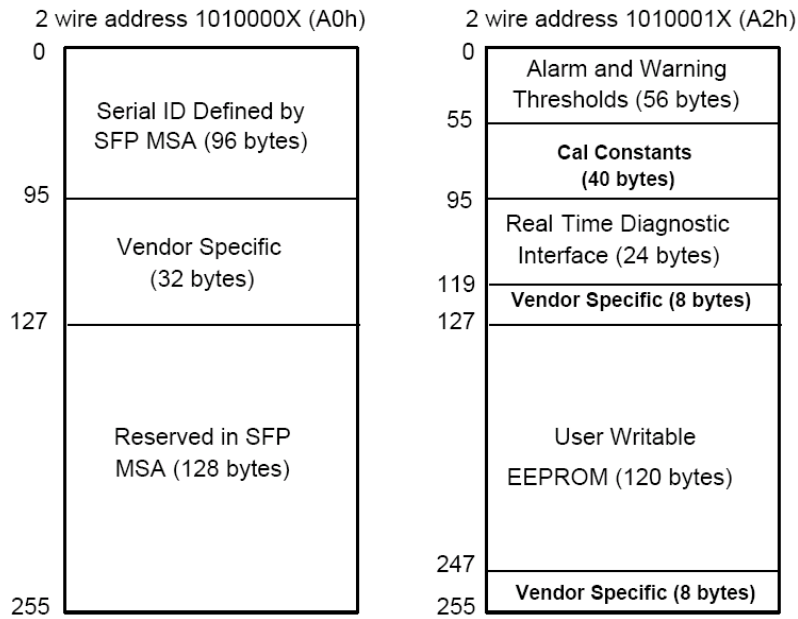 2 wire address 1010000X (A0h)
0
Serial ID Defined by
SFP MSA (96 bytes)
95
Vendor Specific
(32 bytes)
127
Reserved in SFP
MSA (128 bytes)
255
2 wire address 1010001X (A2h)
0
Alarm and Warning
Thresholds (56 bytes)
55
Cal Constants
(40 bytes)
95
Real Time Diagnostic
Interface (24 bytes)
119
Vendor Specific (8 bytes)
127
User Writable
EEPROM (120 bytes)
247
Vendor Specific (8 bytes)
255